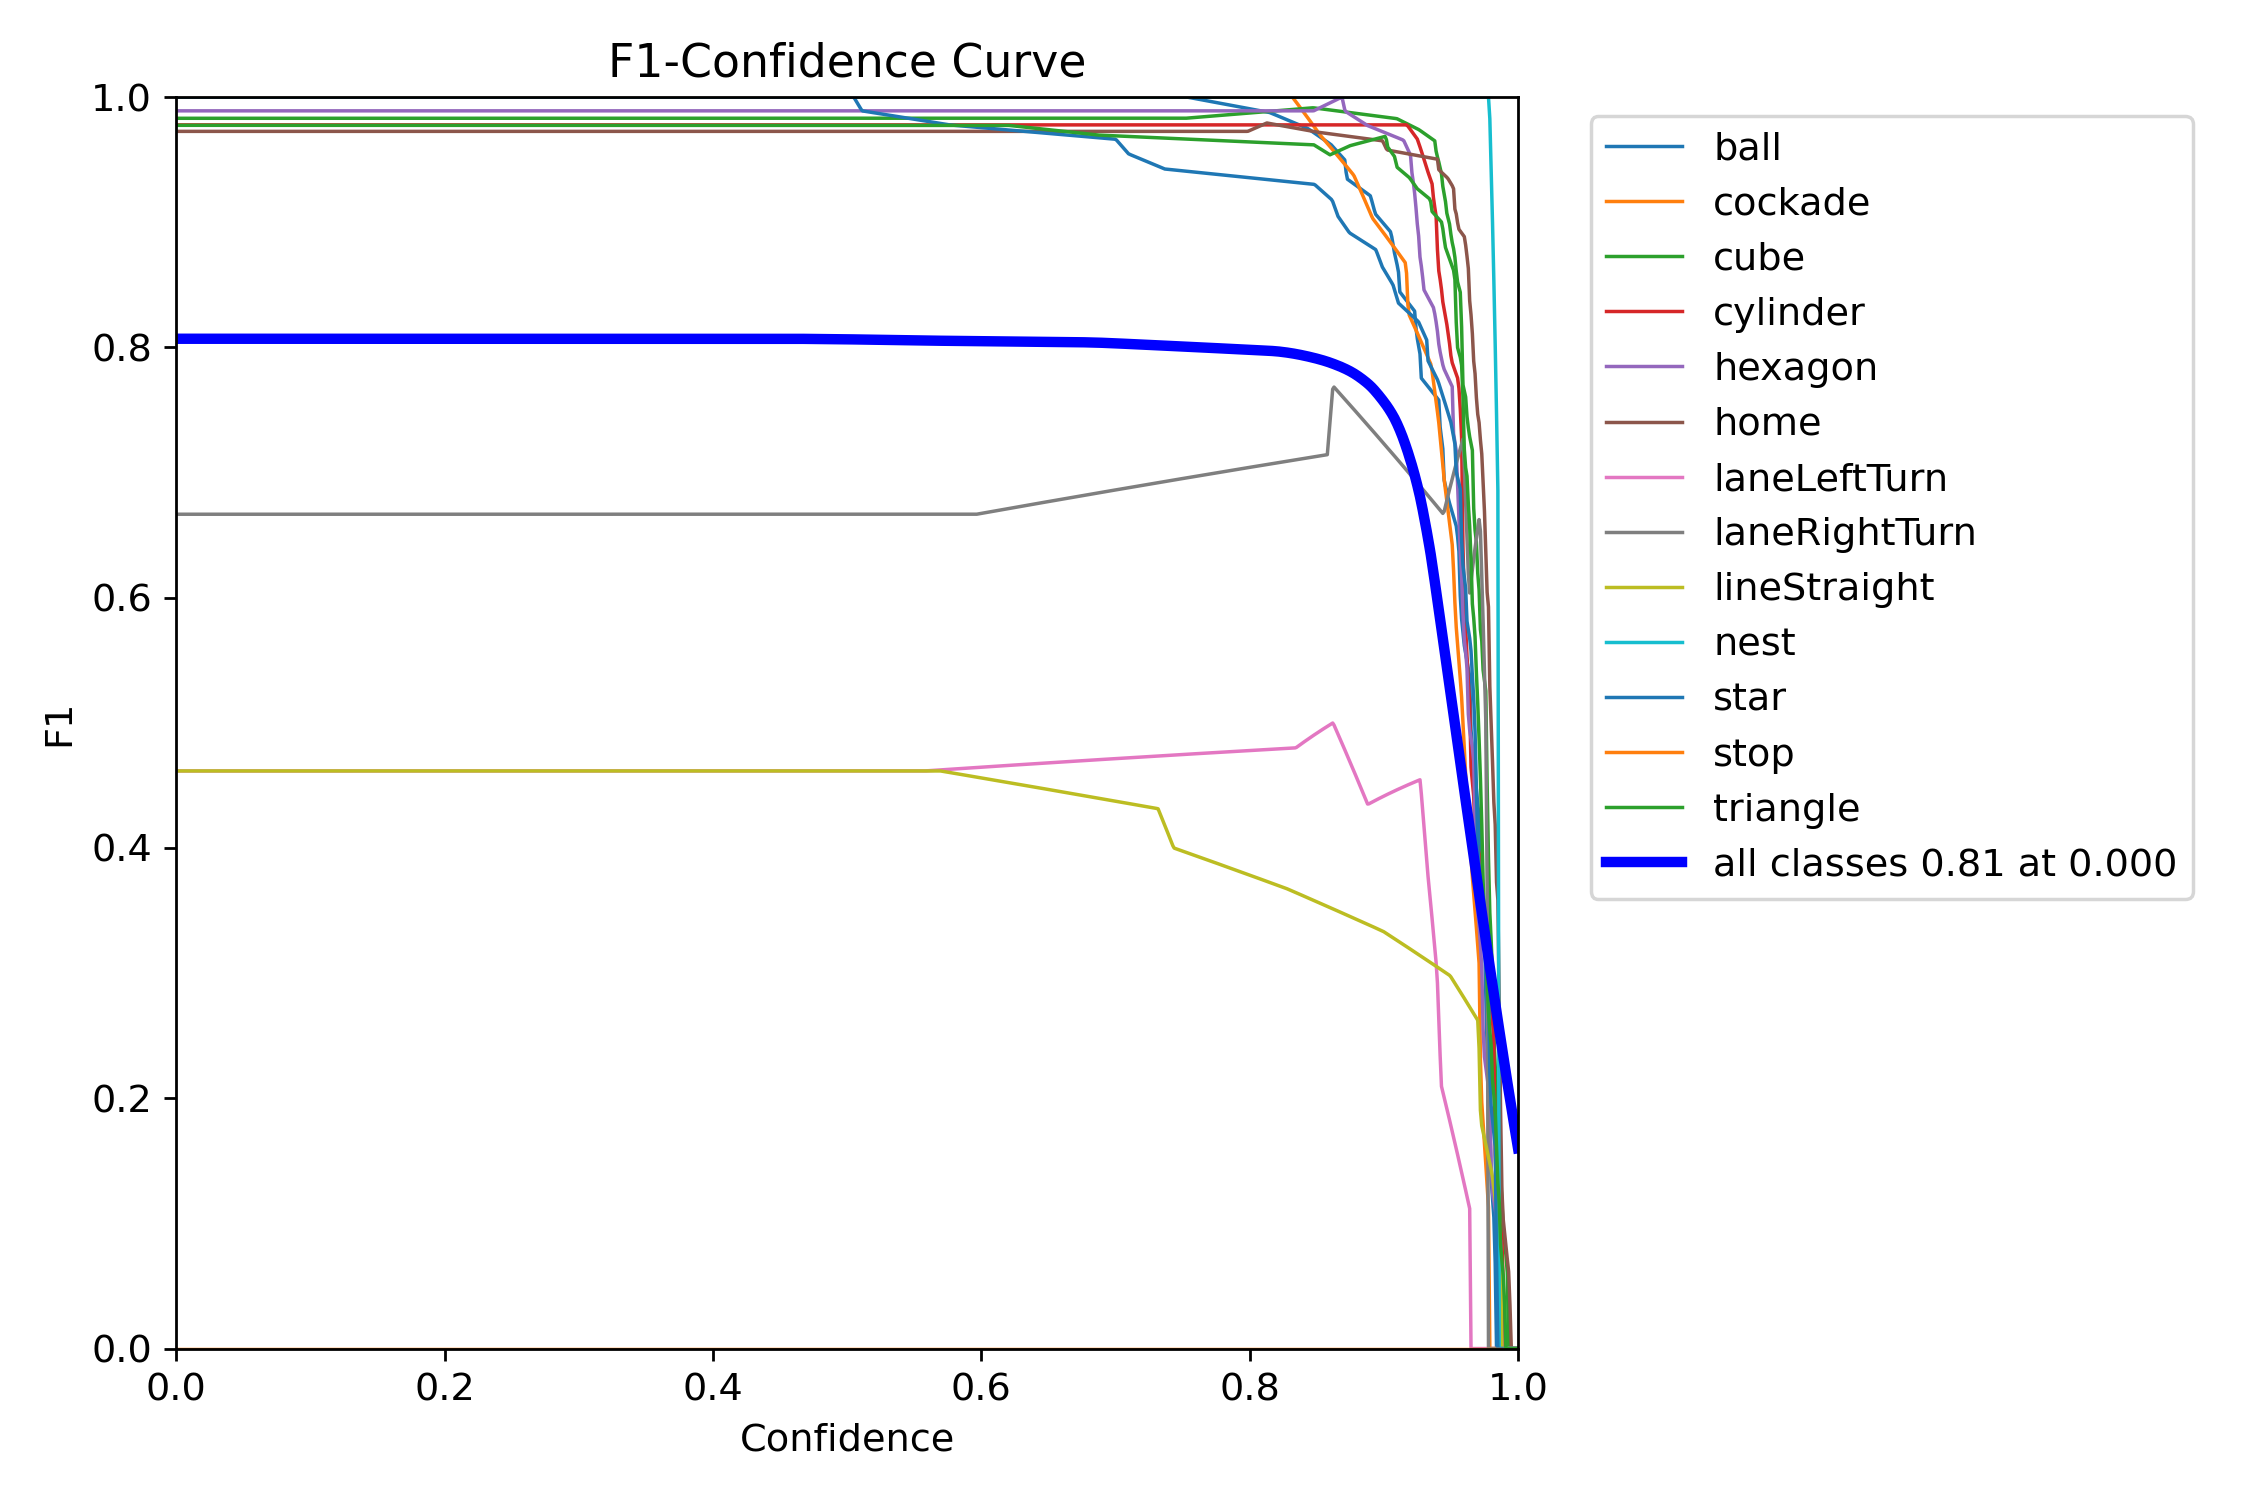 F1-Confidence Curve
1.0
0.8
0.6
0.4
0.2
0.0
F1
0.0 0.2 0.4 0.6 0.8 1.0
Confidence
ball
cockade
cube
cylinder
hexagon
home
laneLeftTurn
laneRightTurn
lineStraight
nest
star
stop
triangle
all classes 0.81 at 0.000